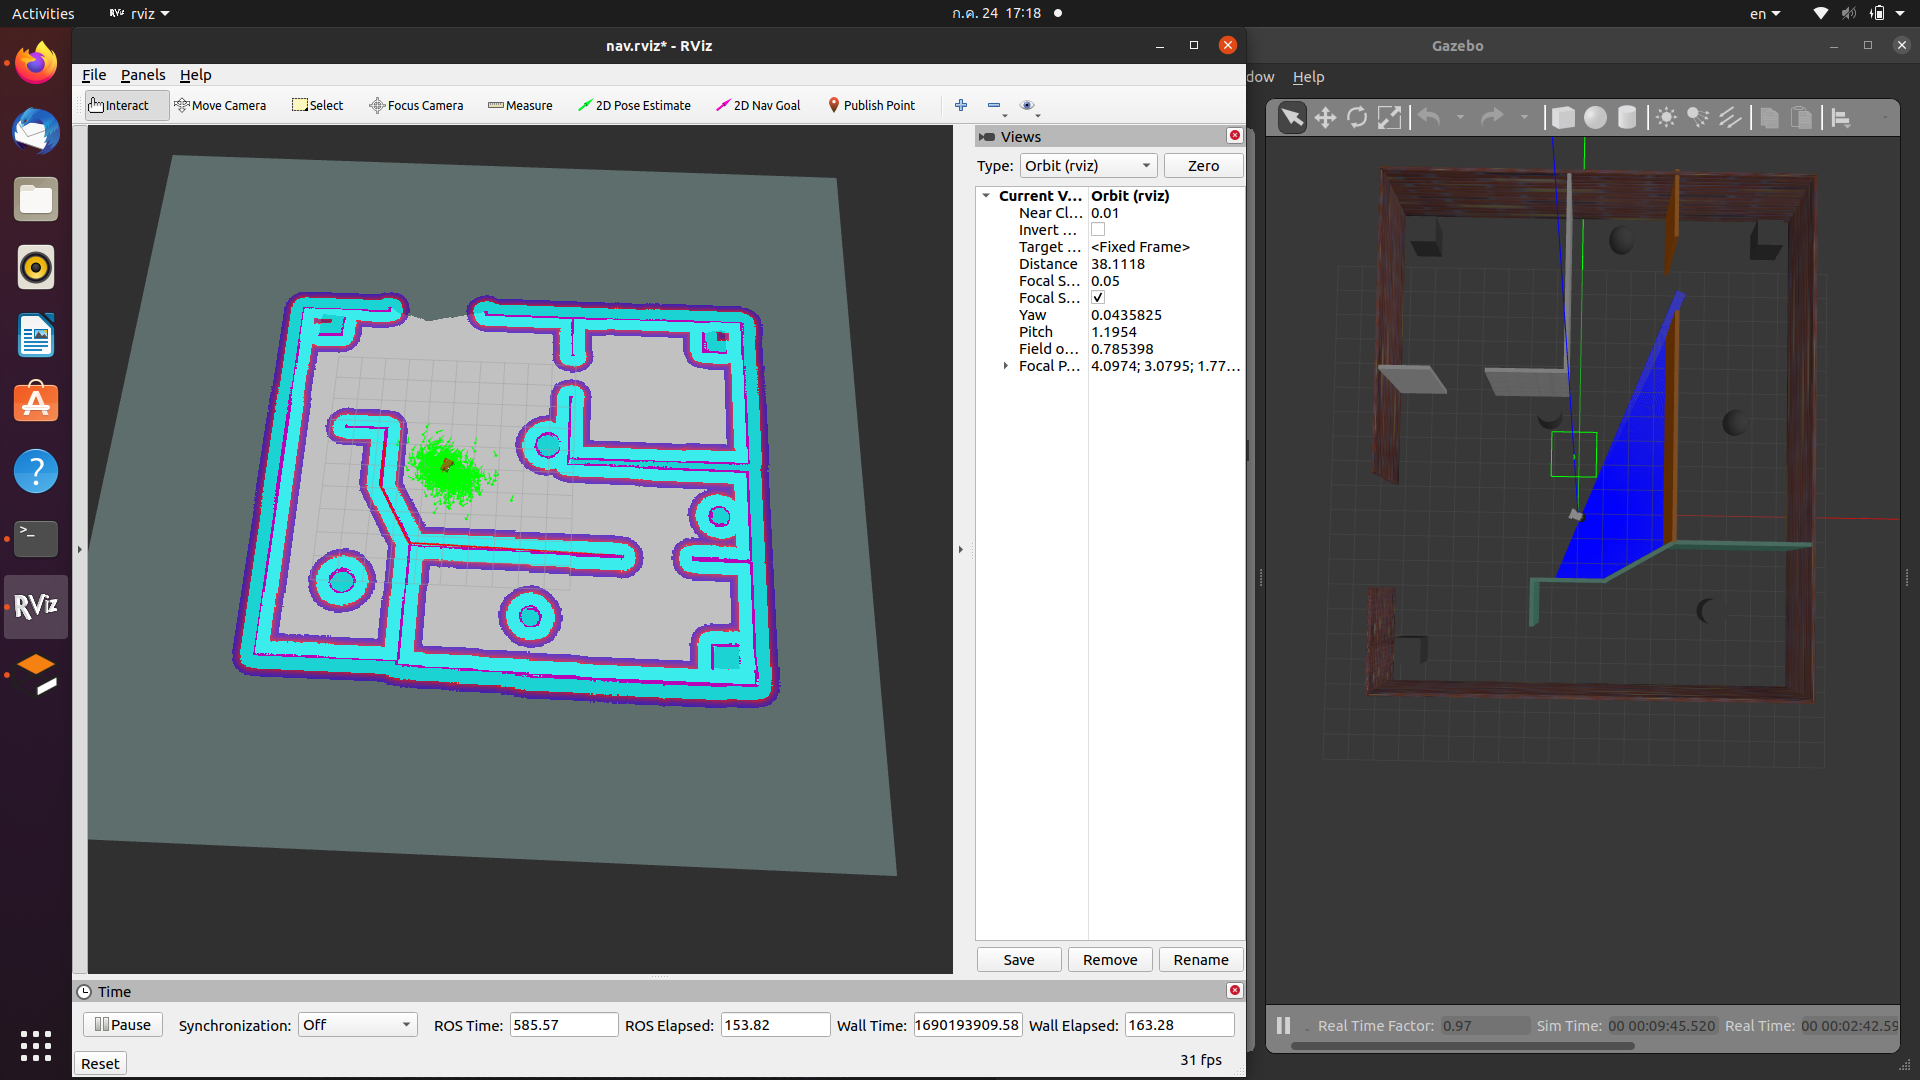 Activities
RViz rviz
ก.ค. 24 17:18
en
nav.rviz* - RViz
Gazebo
File Panels Help
dow Help
Interact Move Camera Select Focus Camera Measure 2D Pose Estimate 2D Nav Goal Publish Point
Views
Type: Orbit (rviz) Zero
Current V... Orbit (rviz)
Near Cl... 0.01
Invert ...
Target ... <Fixed Frame>
Distance 38.1118
Focal S... 0.05
Focal S... ✓
Yaw 0.0435825
Pitch 1.1954
Field o... 0.785398
Focal P... 4.0974; 3.0795; 1.77...
>_
RViz
Save Remove Rename
Time
Pause Synchronization: Off ROS Time: 585.57 ROS Elapsed: 153.82 Wall Time: 1690193909.58 Wall Elapsed: 163.28
Real Time Factor: 0.97 Sim Time: 00 00:09:45.520 Real Time: 00 00:02:42.59
Reset
31 fps